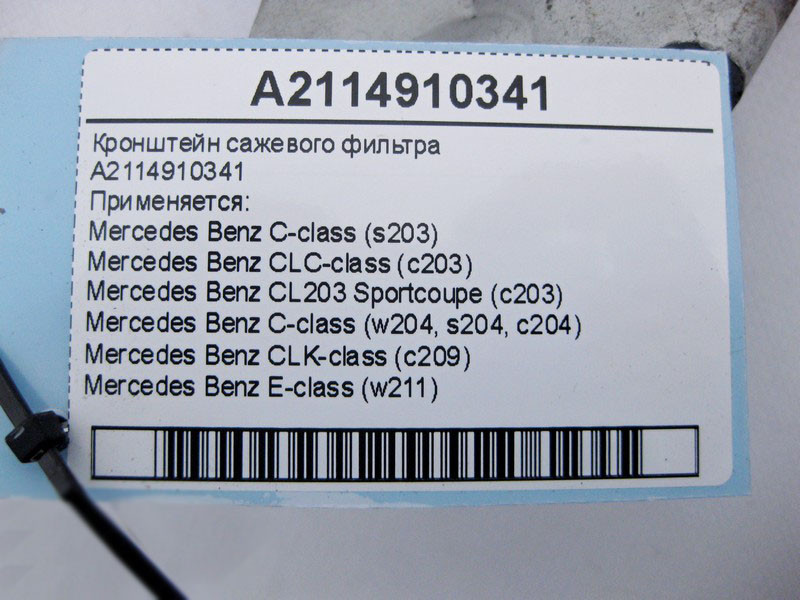 A2114910341
Кронштейн сажевого фильтра
A2114910341
Применяется:
Mercedes Benz C-class (s203)
Mercedes Benz CLC-class (c203)
Mercedes Benz CL203 Sportcoupe (c203)
Mercedes Benz C-class (w204, s204, c204)
Mercedes Benz CLK-class (c209)
Mercedes Benz E-class (w211)